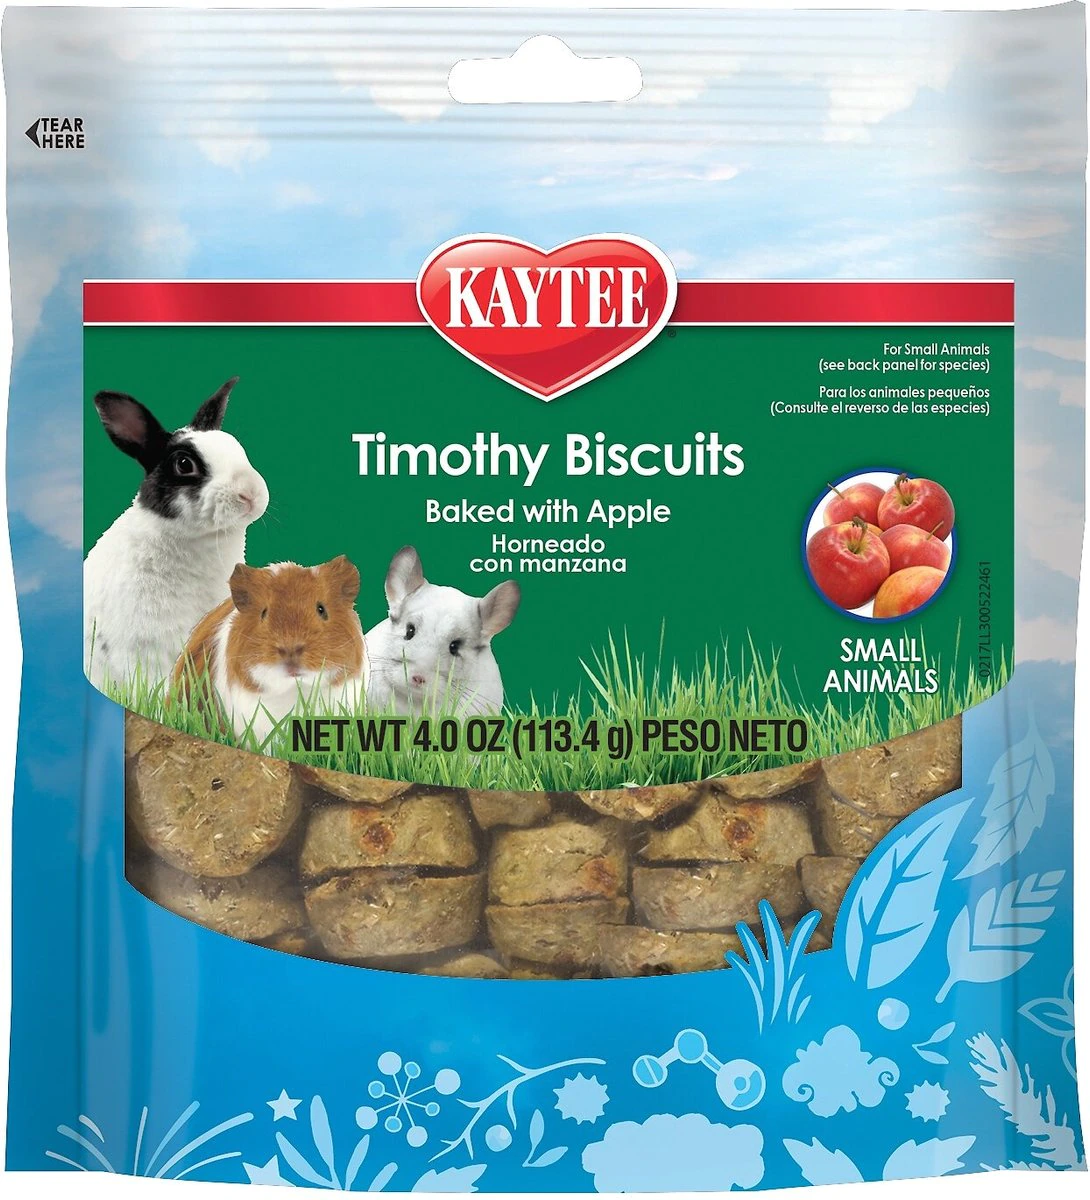 TEAR
HERE
KAYTEE
®
For Small Animals
(see back panel for species)
Para los animales pequeños
(Consulte el reverso de las especies)
Timothy Biscuits
Baked with Apple
Horneado
con manzana
SMALL
ANIMALS
0217LL300522461
NET WT 4.0 OZ (113.4 g) PESO NETO